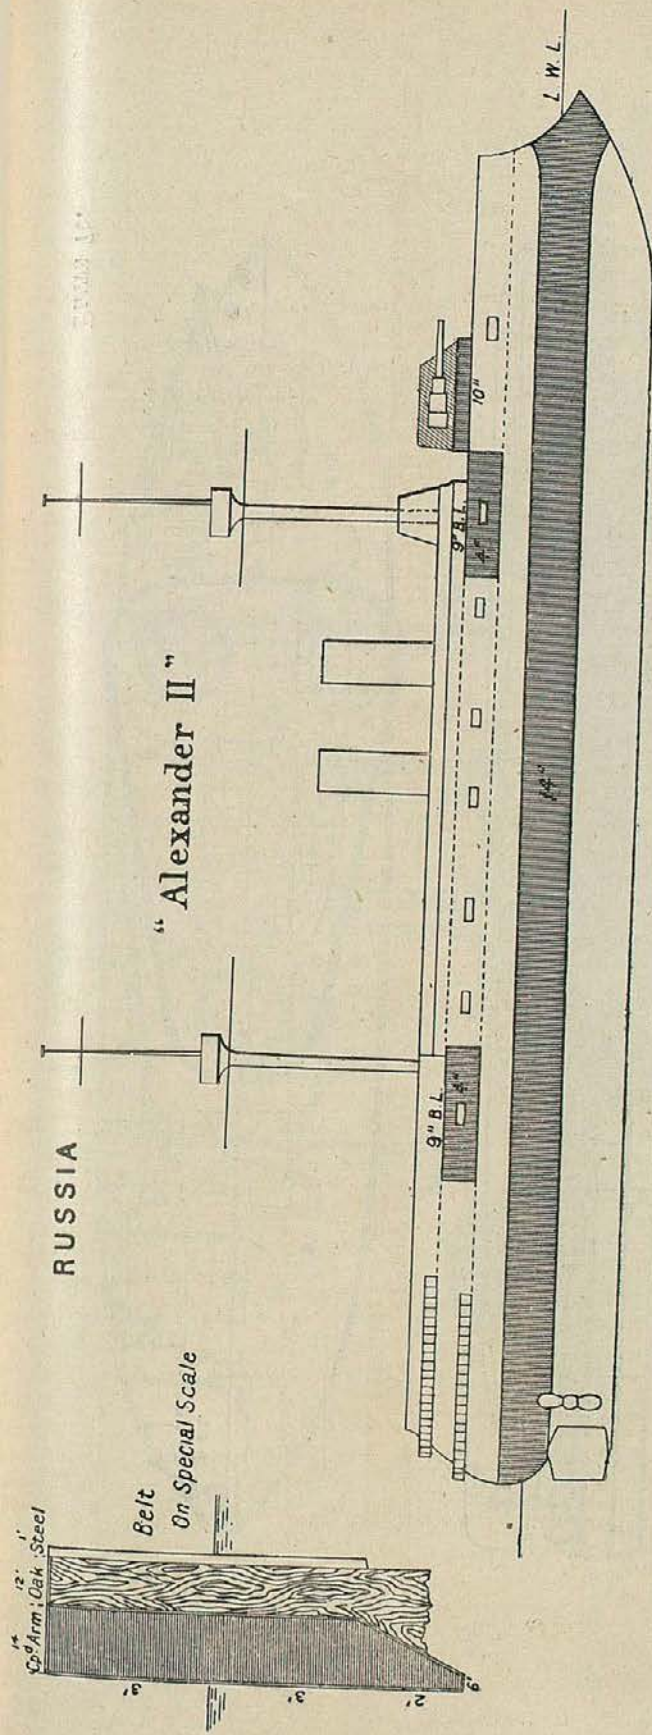 RUSSIA
“Alexander II”
L W. L.
10"
9" B. L.
4"
9" B. L.
4"
14"
Belt
On Special Scale
14 12' 1'
Cpd Arm: Oak Steel
3'
3'
2'
9'